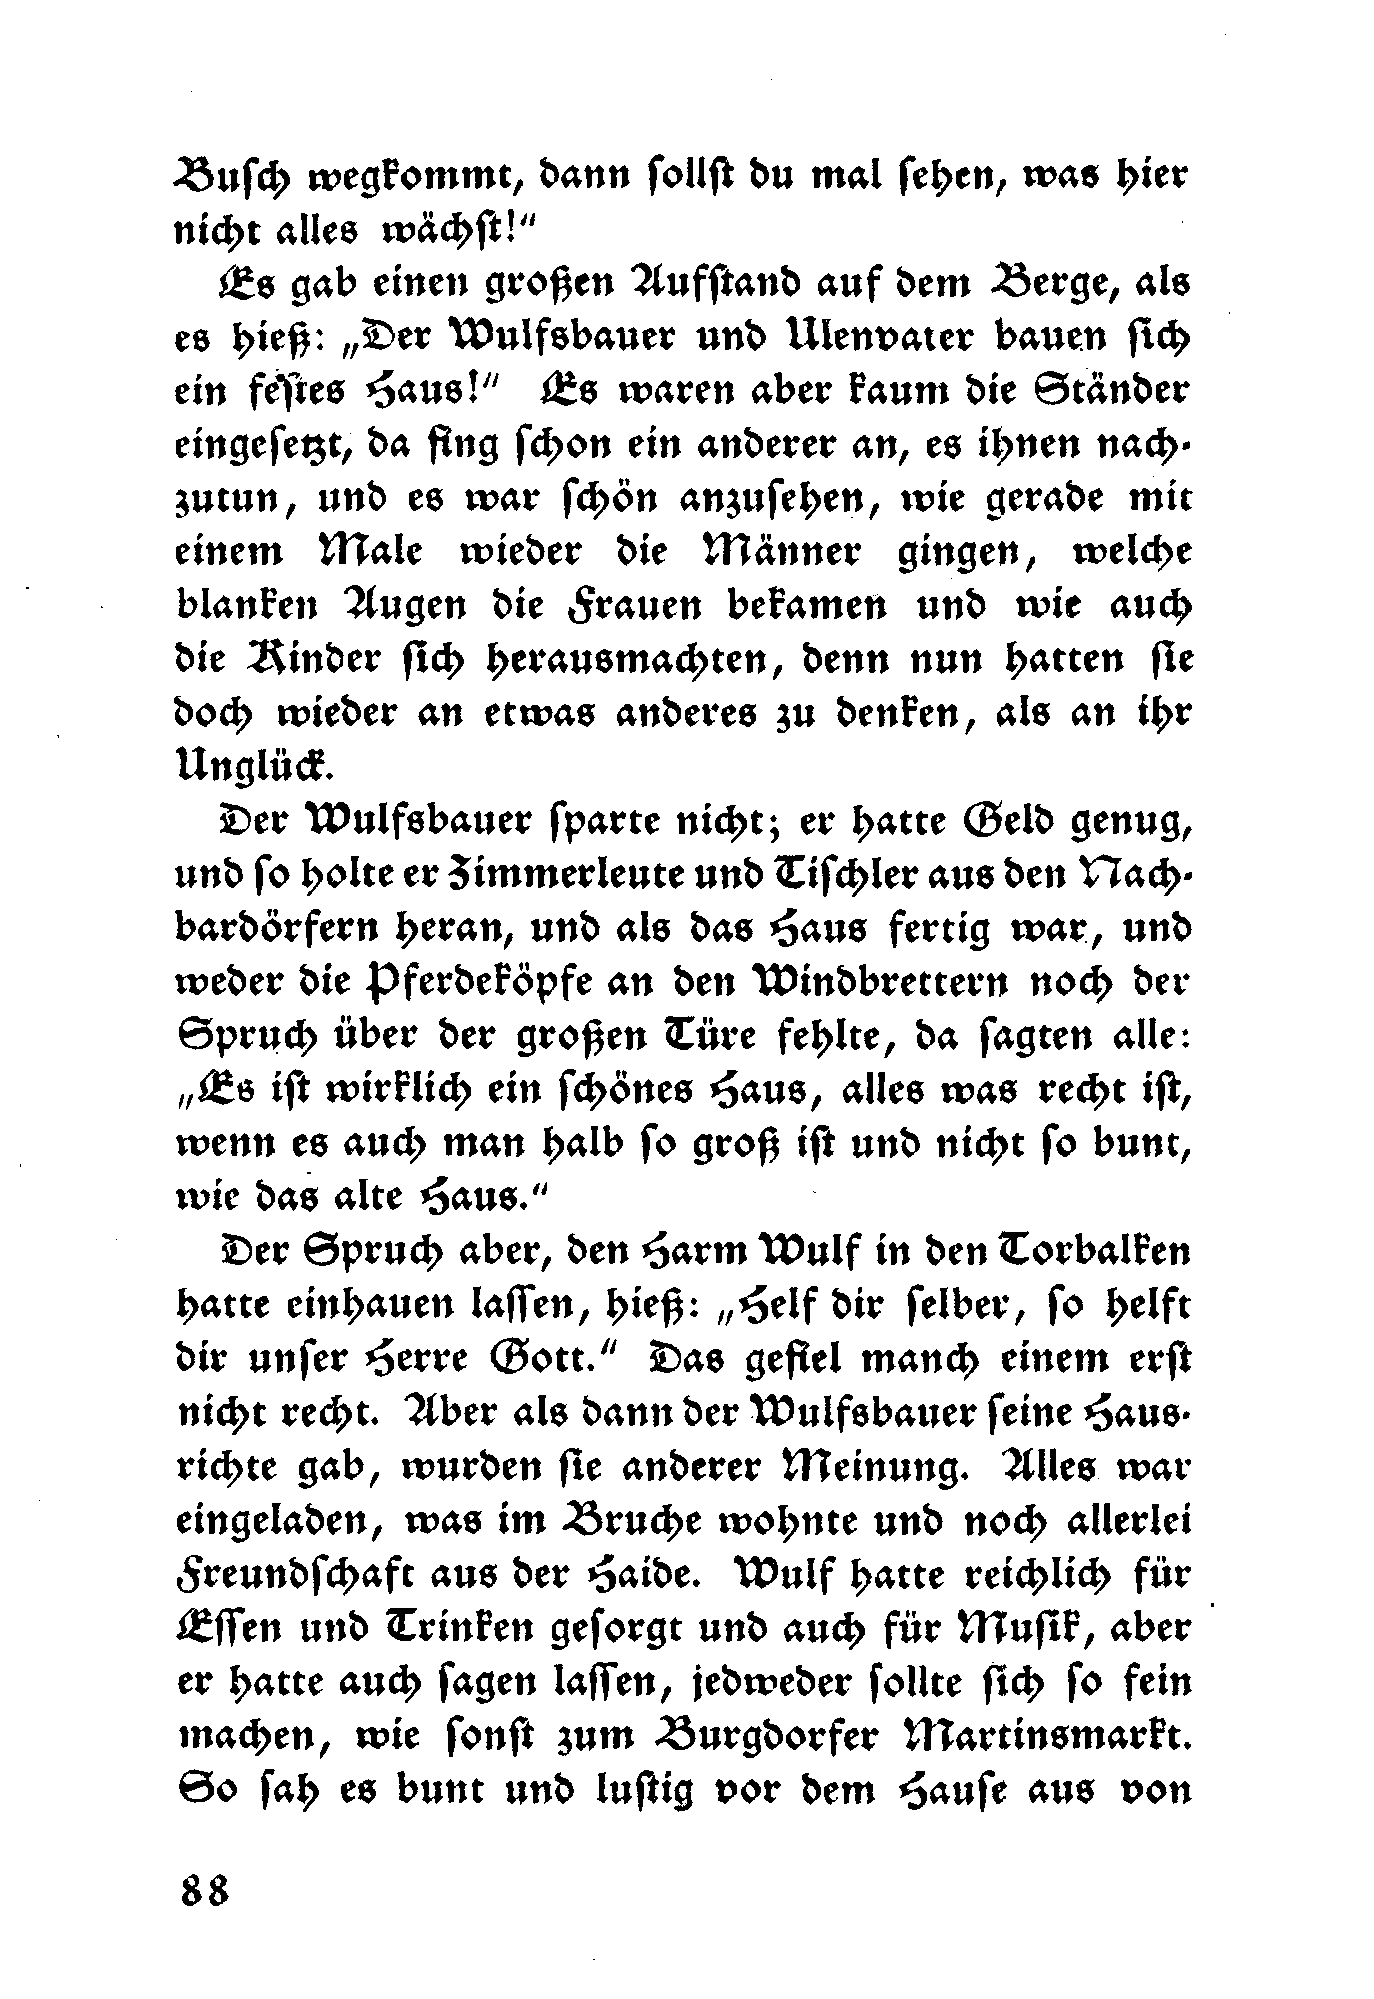 Busch wegkommt, dann sollst du mal sehen, was hier
nicht alles wächst!“
Es gab einen großen Aufstand auf dem Berge, als
es hieß: „Der Wulfsbauer und Ulenvater bauen sich
ein festes Haus!“ Es waren aber kaum die Ständer
eingesetzt, da fing schon ein anderer an, es ihnen nach-
zutun, und es war schön anzusehen, wie gerade mit
einem Male wieder die Männer gingen, welche
blanken Augen die Frauen bekamen und wie auch
die Kinder sich herausmachten, denn nun hatten sie
doch wieder an etwas anderes zu denken, als an ihr
Unglück.
Der Wulfsbauer sparte nicht; er hatte Geld genug,
und so holte er Zimmerleute und Tischler aus den Nach-
bardörfern heran, und als das Haus fertig war, und
weder die Pferdeköpfe an den Windbrettern noch der
Spruch über der großen Türe fehlte, da sagten alle:
„Es ist wirklich ein schönes Haus, alles was recht ist,
wenn es auch man halb so groß ist und nicht so bunt,
wie das alte Haus.“
Der Spruch aber, den Harm Wulf in den Torbalken
hatte einhauen lassen, hieß: „Helf dir selber, so helft
dir unser Herre Gott.“ Das gefiel manch einem erst
nicht recht. Aber als dann der Wulfsbauer seine Haus-
richte gab, wurden sie anderer Meinung. Alles war
eingeladen, was im Bruche wohnte und noch allerlei
Freundschaft aus der Haide. Wulf hatte reichlich für
Essen und Trinken gesorgt und auch für Musik, aber
er hatte auch sagen lassen, jedweder sollte sich so fein
machen, wie sonst zum Burgdorfer Martinsmarkt.
So sah es bunt und lustig vor dem Hause aus von
88